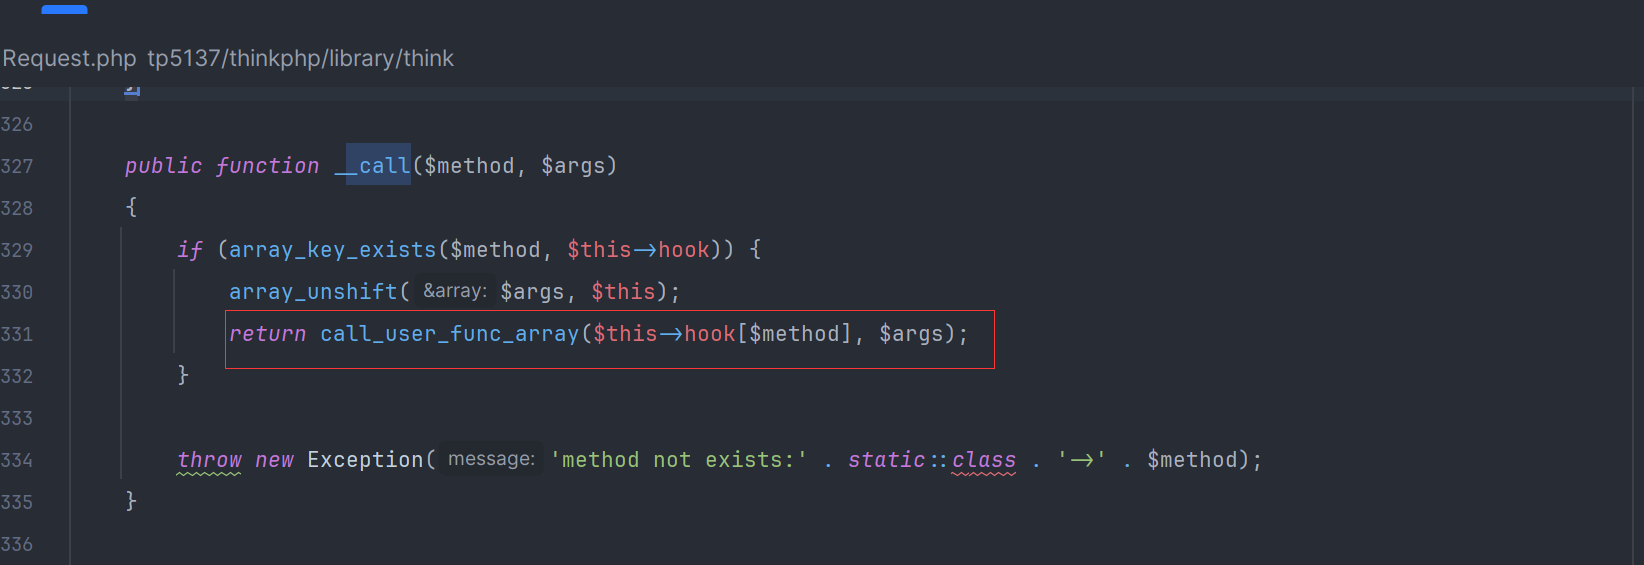 Request.php tp5137/thinkphp/library/think
326
327 public function __call($method, $args)
328 {
329 if (array_key_exists($method, $this->hook)) {
330 array_unshift( &array: $args, $this);
331 return call_user_func_array($this->hook[$method], $args);
332 }
333
334 throw new Exception( message: 'method not exists:' . static::class . '->' . $method);
335 }
336